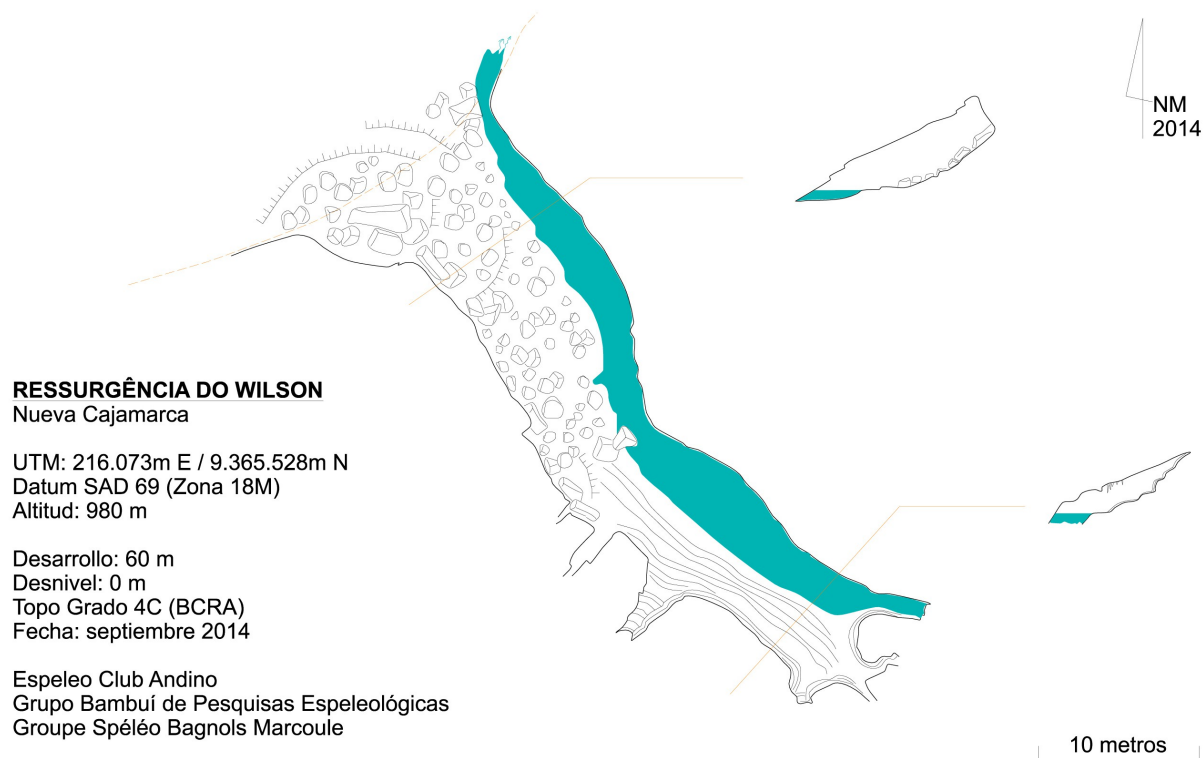 NM
2014
RESSURGÊNCIA DO WILSON
Nueva Cajamarca
UTM: 216.073m E / 9.365.528m N
Datum SAD 69 (Zona 18M)
Altitud: 980 m
Desarrollo: 60 m
Desnivel: 0 m
Topo Grado 4C (BCRA)
Fecha: septiembre 2014
Espeleo Club Andino
Grupo Bambuí de Pesquisas Espeleológicas
Groupe Spéléo Bagnols Marcoule
10 metros